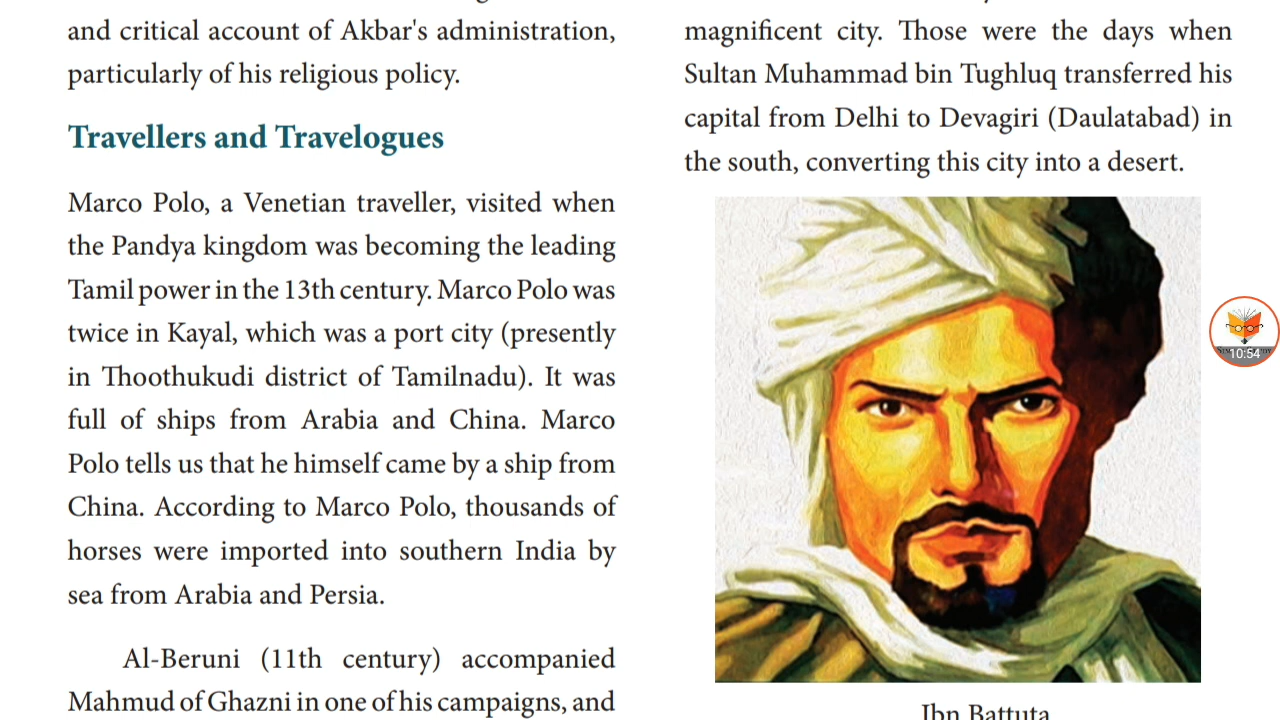 and critical account of Akbar's administration,
particularly of his religious policy.
Travellers and Travelogues
Marco Polo, a Venetian traveller, visited when
the Pandya kingdom was becoming the leading
Tamil power in the 13th century. Marco Polo was
twice in Kayal, which was a port city (presently
in Thoothukudi district of Tamilnadu). It was
full of ships from Arabia and China. Marco
Polo tells us that he himself came by a ship from
China. According to Marco Polo, thousands of
horses were imported into southern India by
sea from Arabia and Persia.
Al-Beruni (11th century) accompanied
Mahmud of Ghazni in one of his campaigns, and
magnificent city. Those were the days when
Sultan Muhammad bin Tughluq transferred his
capital from Delhi to Devagiri (Daulatabad) in
the south, converting this city into a desert.
Ibn Battuta
10:54